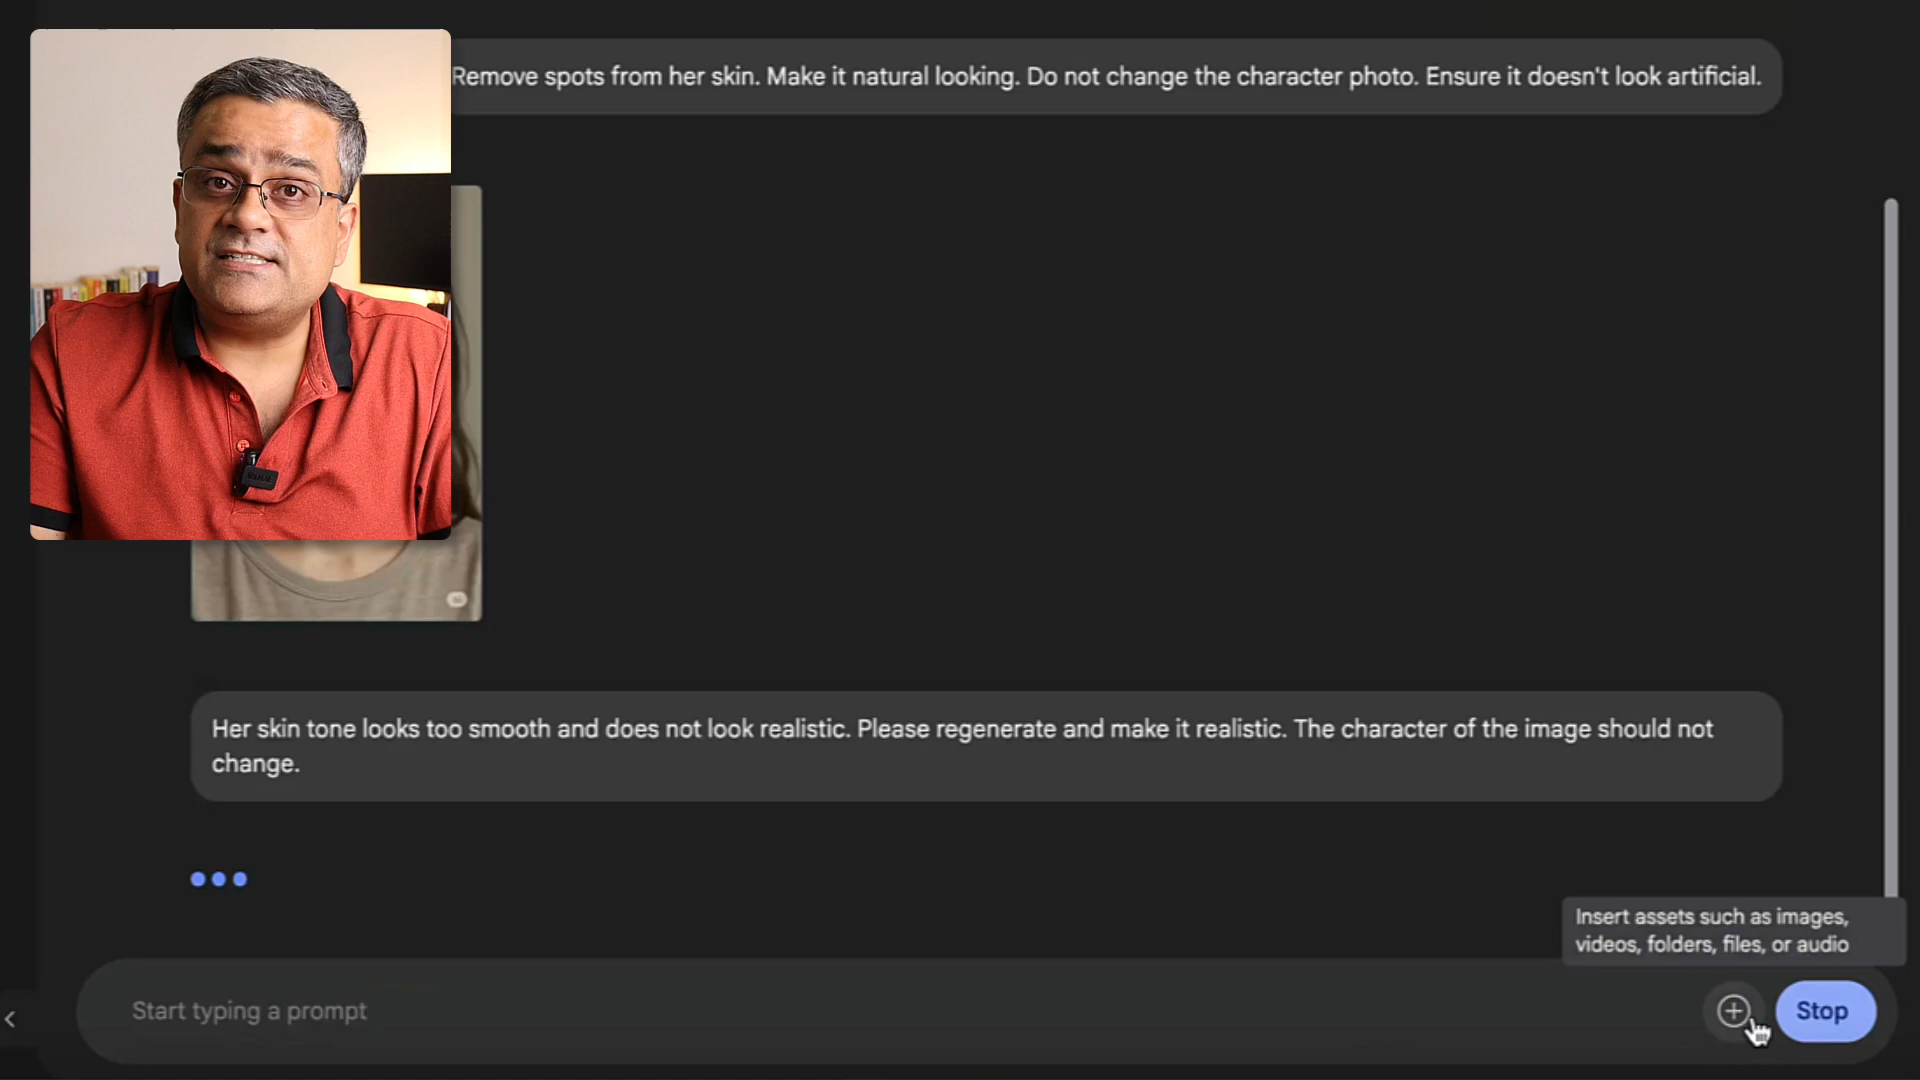 Remove spots from her skin. Make it natural looking. Do not change the character photo. Ensure it doesn't look artificial.
Her skin tone looks too smooth and does not look realistic. Please regenerate and make it realistic. The character of the image should not
change.
Insert assets such as images,
videos, folders, files, or audio
Start typing a prompt
Stop